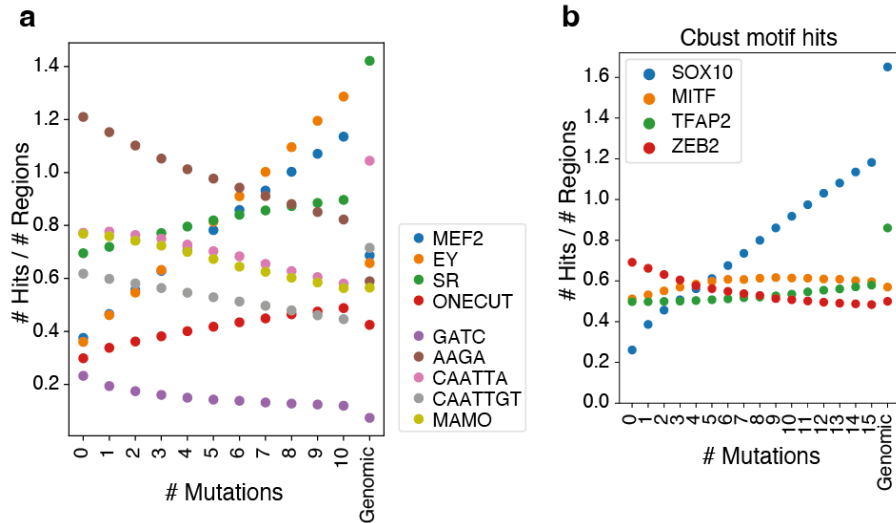 a
# Hits / # Regions
1.4
1.2
1.0
0.8
0.6
0.4
0.2
0 1 2 3 4 5 6 7 8 9 10 Genomic
# Mutations
MEF2
EY
SR
ONECUT
GATC
AAGA
CAATTA
CAATTGT
MAMO
b
Cbust motif hits
# Hits / # Regions
1.6
1.4
1.2
1.0
0.8
0.6
0.4
0.2
0.0
SOX10
MITF
TFAP2
ZEB2
0 1 2 3 4 5 6 7 8 9 10 11 12 13 14 15 Genomic
# Mutations